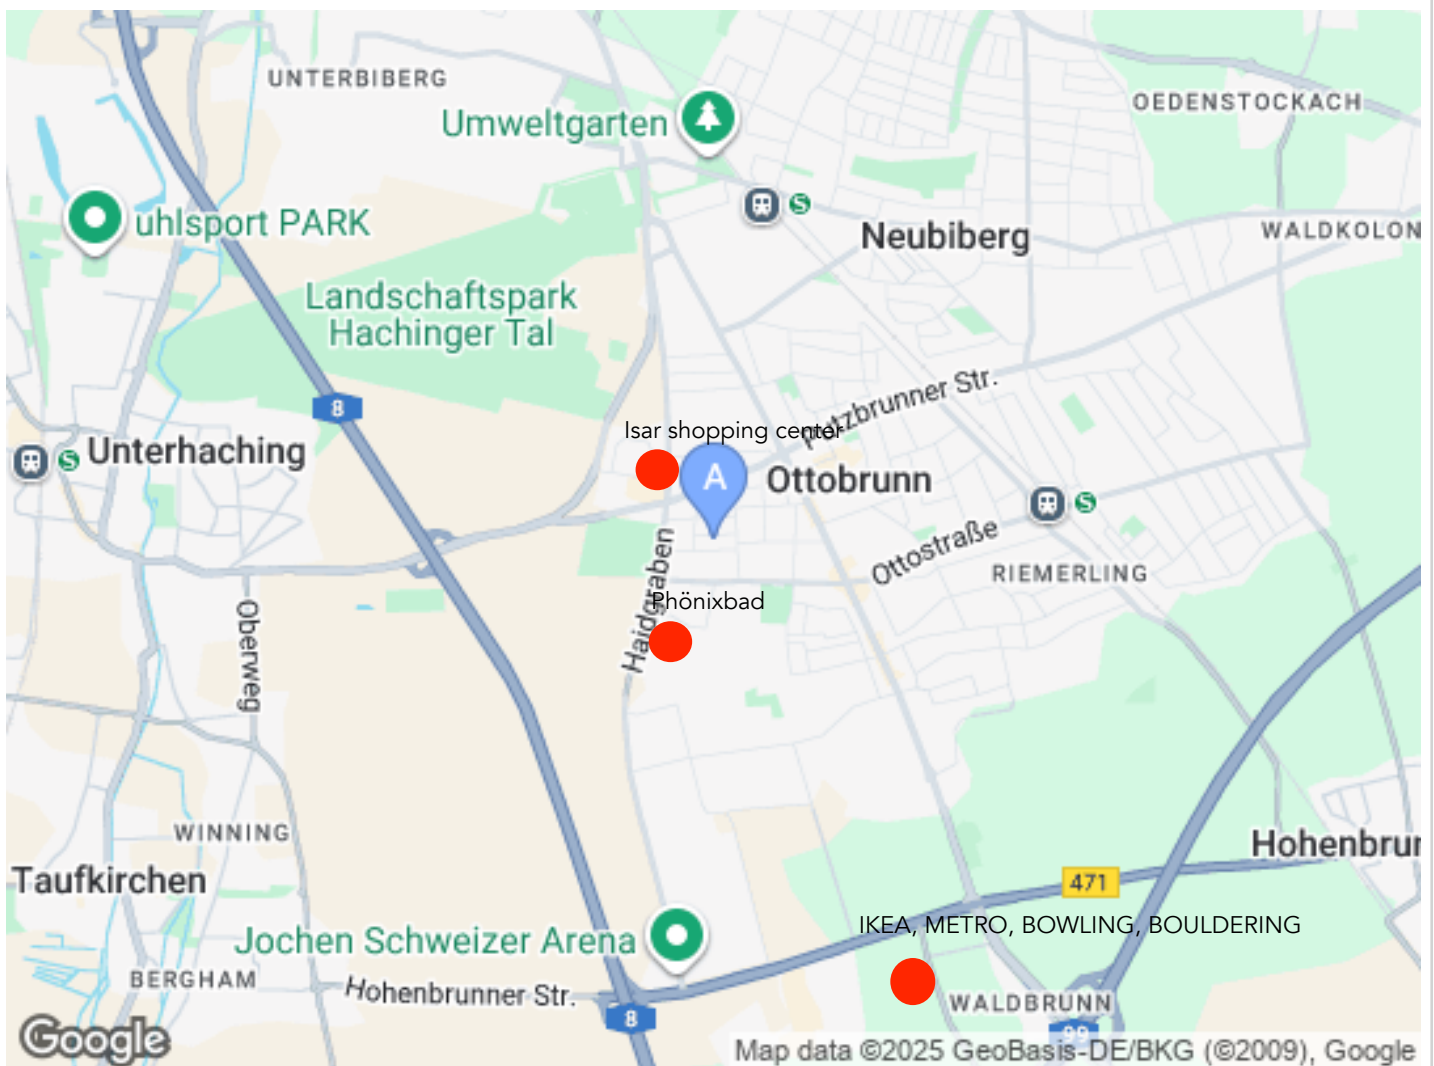 UNTERBIBERG
OEDENSTOCKACH
Umweltgarten
S
uhlsport PARK
Neubiberg
WALDKOLON
Landschaftspark
Hachinger Tal
8
Putzbrunner Str.
Isar shopping center
S
Unterhaching
A
Ottobrunn
S
Ottostraße
RIEMERLING
Haidgraben
Phönixbad
Oberweg
WINNING
Hohenbrun
Taufkirchen
471
IKEA, METRO, BOWLING, BOULDERING
Jochen Schweizer Arena
BERGHAM
Hohenbrunner Str.
WALDBRUNN
8
99
Google
Map data ©2025 GeoBasis-DE/BKG (©2009), Google